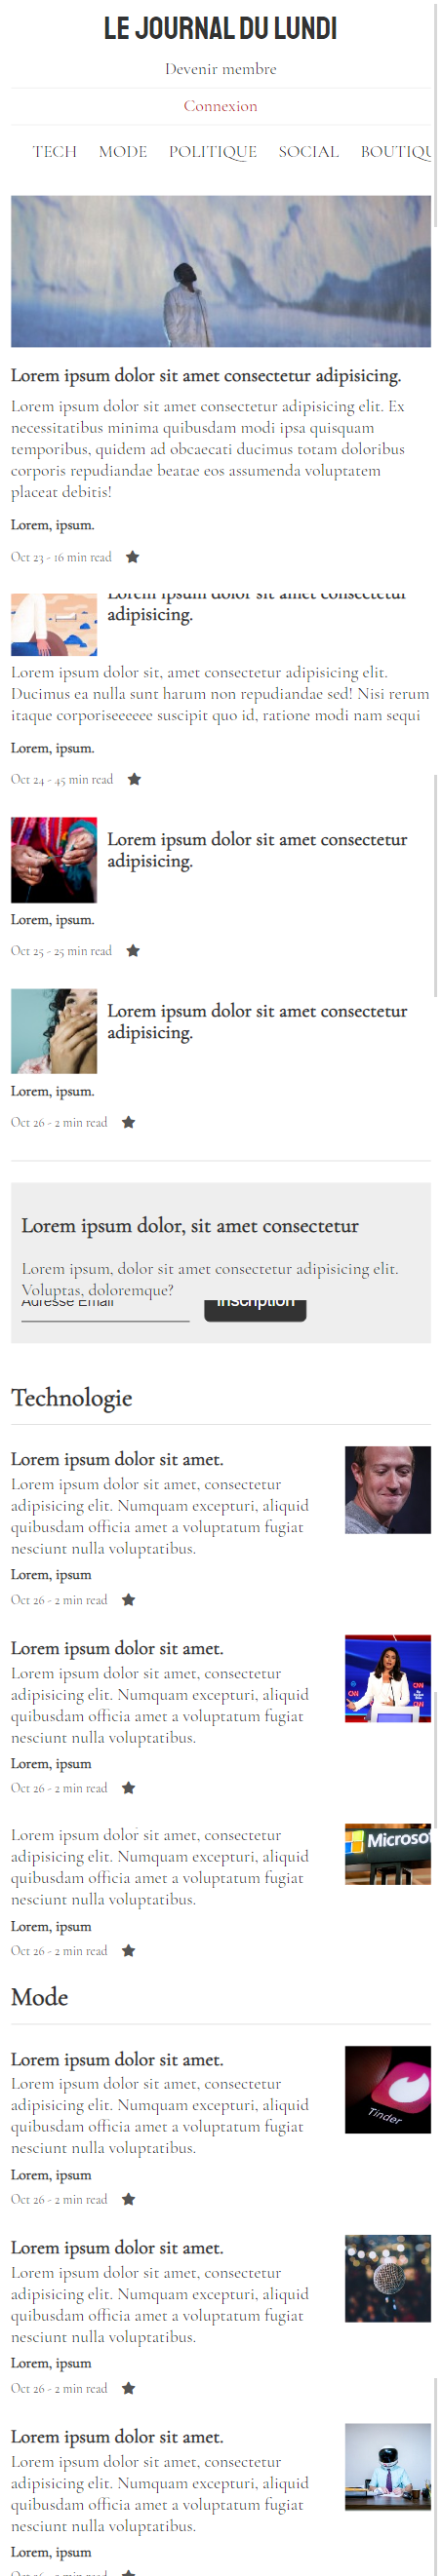 LE JOURNAL DU LUNDI
Devenir membre
Connexion
TECH MODE POLITIQUE SOCIAL BOUTIQU
Lorem ipsum dolor sit amet consectetur adipisicing.
Lorem ipsum dolor sit amet consectetur adipisicing elit. Ex
necessitatibus minima quibusdam modi ipsa quisquam
temporibus, quidem ad obcaecati ducimus totam doloribus
corporis repudiandae beatae eos assumenda voluptatem
placeat debitis!
Lorem, ipsum.
Oct 23 - 16 min read
Lorem ipsum dolor sit amet consectetur
adipisicing.
Lorem ipsum dolor sit, amet consectetur adipisicing elit.
Ducimus ea nulla sunt harum non repudiandae sed! Nisi rerum
itaque corporiseeeeee suscipit quo id, ratione modi nam sequi
Lorem, ipsum.
Oct 24 - 45 min read
Lorem ipsum dolor sit amet consectetur
adipisicing.
Lorem, ipsum.
Oct 25 - 25 min read
Lorem ipsum dolor sit amet consectetur
adipisicing.
Lorem, ipsum.
Oct 26 - 2 min read
Lorem ipsum dolor, sit amet consectetur
Lorem ipsum, dolor sit amet consectetur adipisicing elit.
Voluptas, doloremque?
Adresse Email Inscription
Technologie
Lorem ipsum dolor sit amet.
Lorem ipsum dolor sit amet, consectetur
adipisicing elit. Numquam excepturi, aliquid
quibusdam officia amet a voluptatum fugiat
nesciunt nulla voluptatibus.
Lorem, ipsum
Oct 26 - 2 min read
Lorem ipsum dolor sit amet.
Lorem ipsum dolor sit amet, consectetur
adipisicing elit. Numquam excepturi, aliquid
quibusdam officia amet a voluptatum fugiat
nesciunt nulla voluptatibus.
CNN
CNN
CNN
Lorem, ipsum
Oct 26 - 2 min read
Lorem ipsum dolor sit amet, consectetur
adipisicing elit. Numquam excepturi, aliquid
quibusdam officia amet a voluptatum fugiat
nesciunt nulla voluptatibus.
Microso
Lorem, ipsum
Oct 26 - 2 min read
Mode
Lorem ipsum dolor sit amet.
Lorem ipsum dolor sit amet, consectetur
adipisicing elit. Numquam excepturi, aliquid
quibusdam officia amet a voluptatum fugiat
nesciunt nulla voluptatibus.
Tinder
Lorem, ipsum
Oct 26 - 2 min read
Lorem ipsum dolor sit amet.
Lorem ipsum dolor sit amet, consectetur
adipisicing elit. Numquam excepturi, aliquid
quibusdam officia amet a voluptatum fugiat
nesciunt nulla voluptatibus.
Lorem, ipsum
Oct 26 - 2 min read
Lorem ipsum dolor sit amet.
Lorem ipsum dolor sit amet, consectetur
adipisicing elit. Numquam excepturi, aliquid
quibusdam officia amet a voluptatum fugiat
nesciunt nulla voluptatibus.
Lorem, ipsum